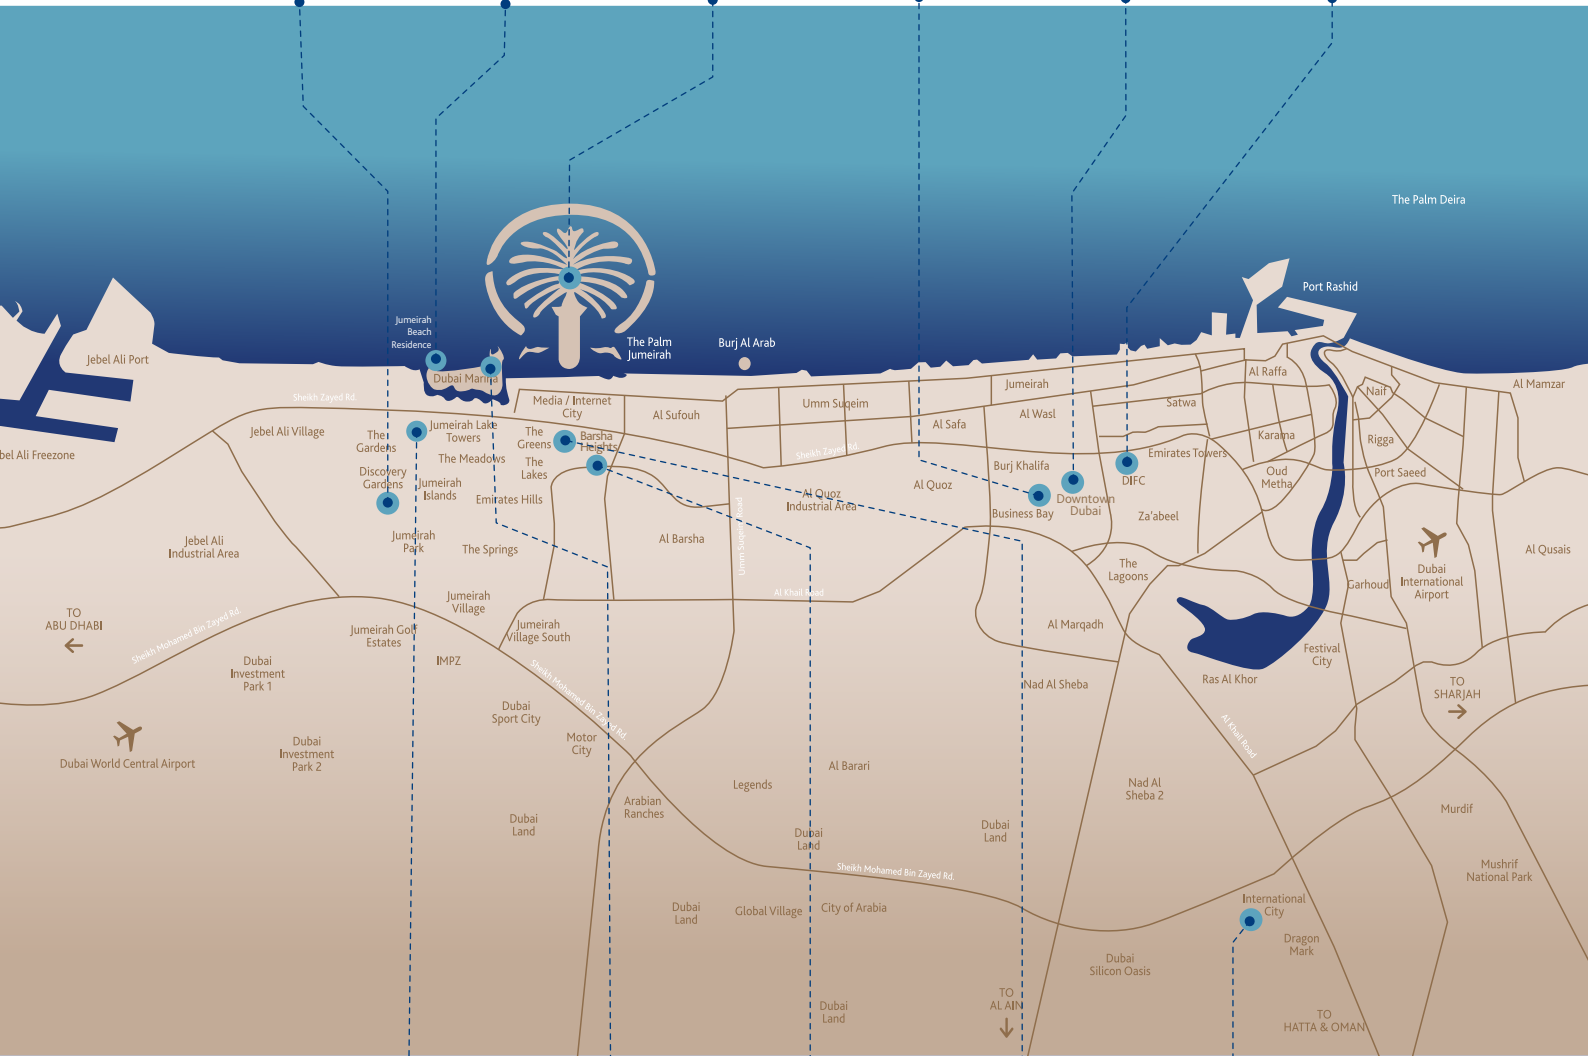 The Palm Deira
Port Rashid
Jumeirah
Beach
Residence
The Palm
Jumeirah
Burj Al Arab
Jebel Ali Port
Dubai Marina
Al Mamzar
Al Raffa
Naif
Jumeirah
Sheikh Zayed Rd.
Media / Internet
City
Al Sufouh
Umm Suqeim
Al Safa
Al Wasl
Satwa
Karama
Rigga
Jebel Ali Village
The
Gardens
Jumeirah Lake
Towers
The
Greens
Barsha
Heights
Sheikh Zayed Rd.
Emirates Towers
bel Ali Freezone
The Meadows
The
Lakes
Burj Khalifa
DIFC
Oud
Metha
Port Saeed
Discovery
Gardens
Jumeirah
Islands
Emirates Hills
Al Quoz
Industrial Area
Al Quoz
Downtown
Dubai
Business Bay
Za'abeel
Umm Suqeim Road
Jebel Ali
Industrial Area
Jumeirah
Park
The Springs
Al Barsha
The
Lagoons
Garhoud
Dubai
International
Airport
Al Qusais
Al Khail Road
TO
ABU DHABI
Sheikh Mohamed Bin Zayed Rd.
Jumeirah
Village
Jumeirah
Village South
Jumeirah Golf
Estates
IMPZ
Al Marqadh
Festival
City
Dubai
Investment
Park 1
Sheikh Mohamed Bin Zayed Rd.
Nad Al Sheba
Ras Al Khor
TO
SHARJAH
Dubai
Sport City
Motor
City
Al Khail Road
Dubai World Central Airport
Dubai
Investment
Park 2
Legends
Al Barari
Nad Al
Sheba 2
Arabian
Ranches
Murdif
Dubai
Land
Dubai
Land
Dubai
Land
Sheikh Mohamed Bin Zayed Rd.
Mushrif
National Park
Dubai
Land
Global Village
City of Arabia
International
City
Dragon
Mark
Dubai
Silicon Oasis
Dubai
Land
TO
AL AIN
TO
HATTA & OMAN